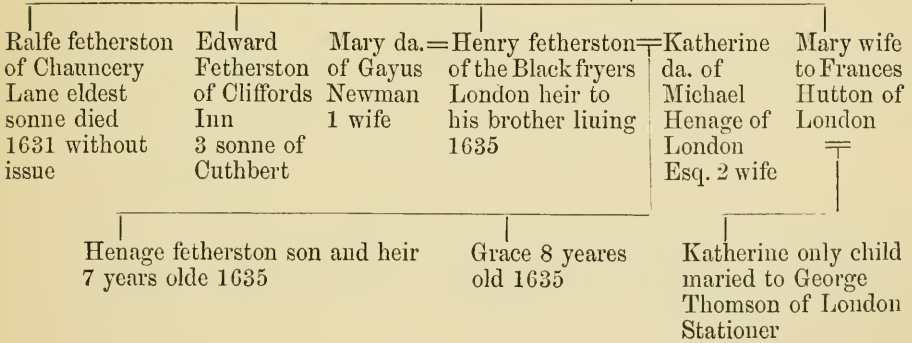 Ralfe fetherston
of Chauncery
Lane eldest
sonne died
1631 without
issue
Edward
Fetherston
of Cliffords
Inn
3 sonne of
Cuthbert
Mary da.
of Gayus
Newman
1 wife
=
Henry fetherston
of the Blackfryers
London heir to
his brother liuing
1635
=
Katherine
da. of
Michael
Henage of
London
Esq. 2 wife
Mary wife
to Frances
Hutton of
London
=
Henage fetherston son and heir
7 years olde 1635
Grace 8 yeares
old 1635
Katherine only child
maried to George
Thomson of London
Stationer